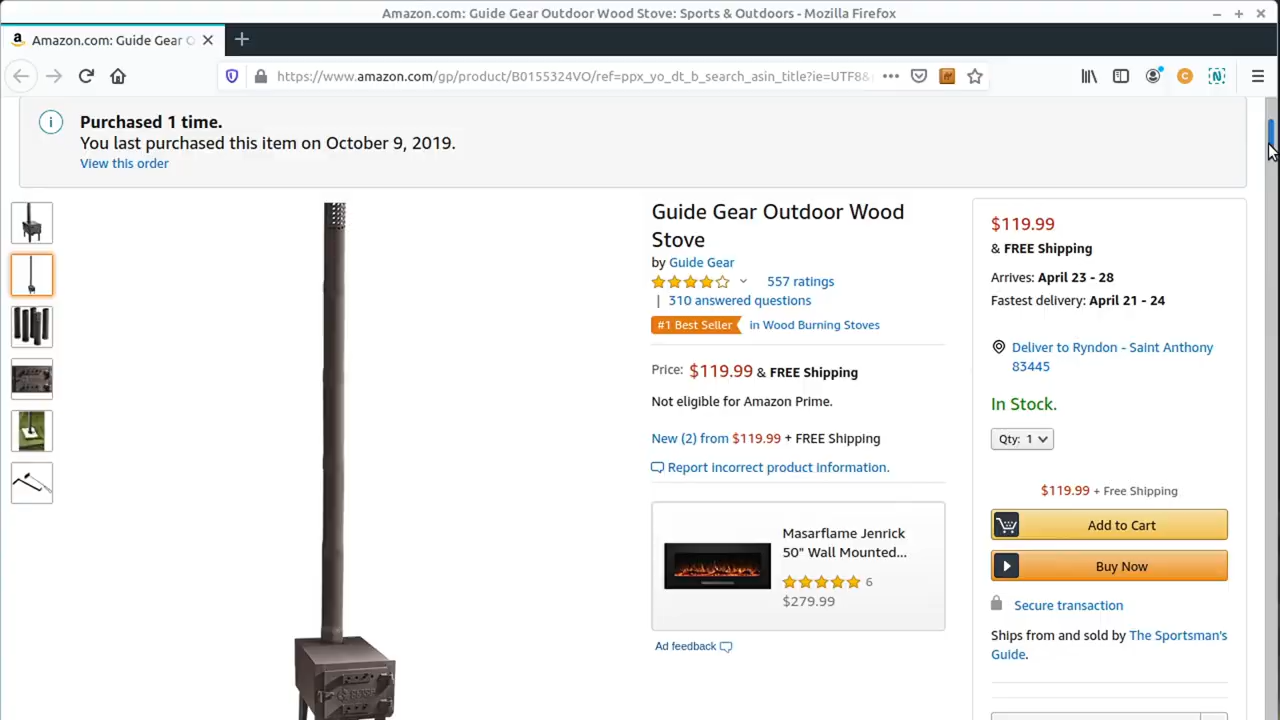 Amazon.com: Guide Gear Outdoor Wood Stove: Sports & Outdoors - Mozilla Firefox
Amazon.com: Guide Gear O
https://www.amazon.com/gp/product/B0155324VO/ref=ppx_yo_dt_b_search_asin_title?ie=UTF8&
Purchased 1 time.
You last purchased this item on October 9, 2019.
View this order
Guide Gear Outdoor Wood
Stove
by Guide Gear
557 ratings
| 310 answered questions
#1 Best Seller in Wood Burning Stoves
Price: $119.99 & FREE Shipping
Not eligible for Amazon Prime.
New (2) from $119.99 + FREE Shipping
Report incorrect product information.
Masarflame Jenrick
50" Wall Mounted...
6
$279.99
Ad feedback
$119.99
& FREE Shipping
Arrives: April 23 - 28
Fastest delivery: April 21 - 24
Deliver to Ryndon - Saint Anthony
83445
In Stock.
Qty: 1
$119.99 + Free Shipping
Add to Cart
Buy Now
Secure transaction
Ships from and sold by The Sportsman's
Guide.